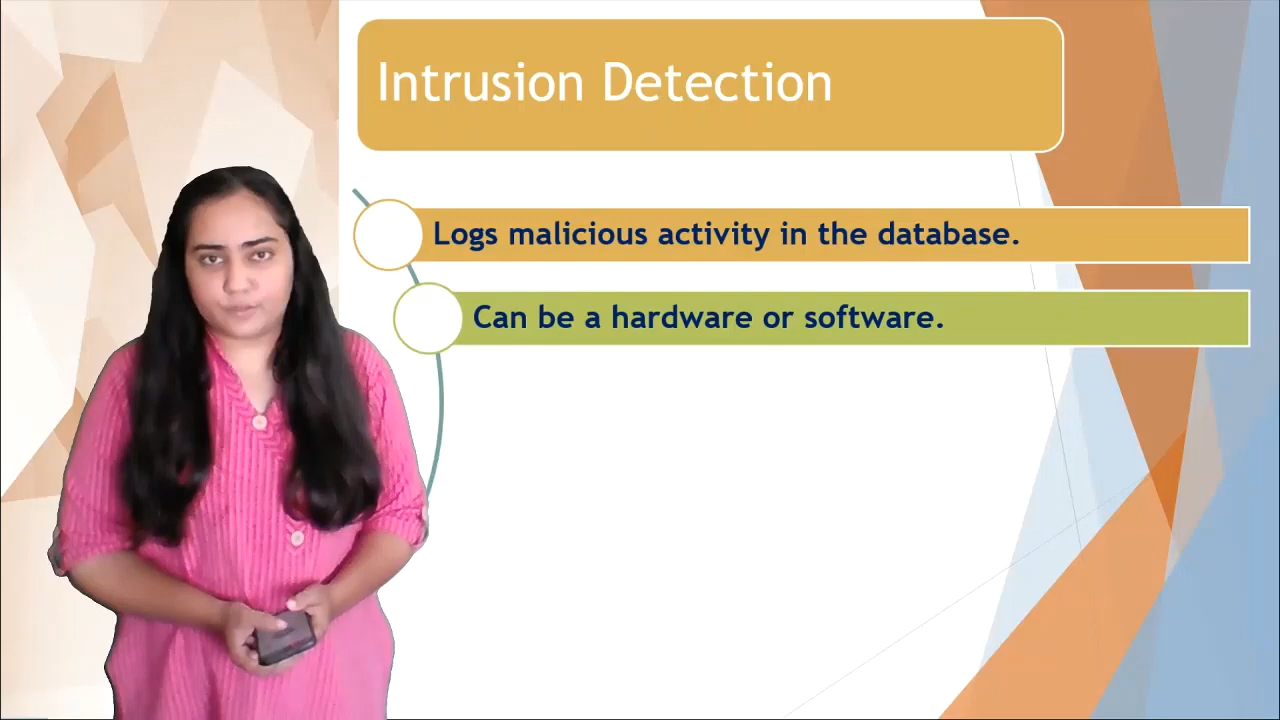 Intrusion Detection
Logs malicious activity in the database.
Can be a hardware or software.